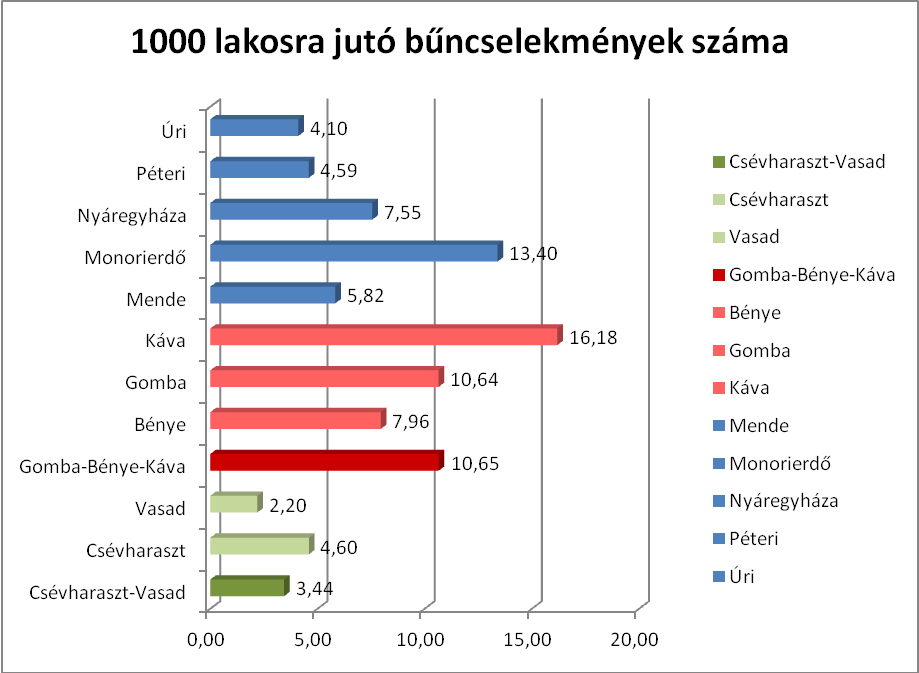 1000 lakosra jutó bűncselekmények száma
Úri 4,10
Péteri 4,59
Nyáregyháza 7,55
Monorierdő 13,40
Mende 5,82
Káva 16,18
Gomba 10,64
Bénye 7,96
Gomba-Bénye-Káva 10,65
Vasad 2,20
Csévharaszt 4,60
Csévharaszt-Vasad 3,44
0,00 5,00 10,00 15,00 20,00
Csévharaszt-Vasad
Csévharaszt
Vasad
Gomba-Bénye-Káva
Bénye
Gomba
Káva
Mende
Monorierdő
Nyáregyháza
Péteri
Úri